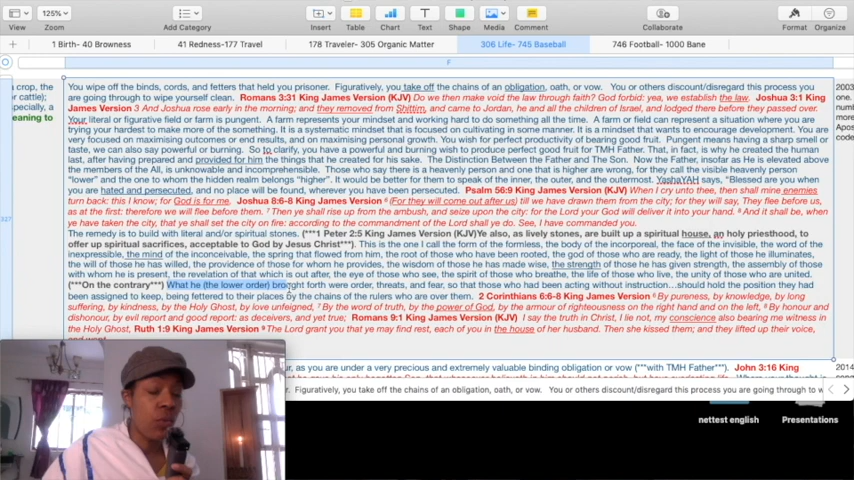 125%
View Zoom Add Category Insert Table Chart Text Shape Media Comment Collaborate Format Organize
1 Birth- 40 Browness 41 Redness-177 Travel 178 Traveler- 305 Organic Matter 306 Life- 745 Baseball 746 Football- 1000 Bane
F
n crop, the
or cattle);
specially, a
eaning to
327
You wipe off the binds, cords, and fetters that held you prisoner. Figuratively, you take off the chains of an obligation, oath, or vow. You or others discount/disregard this process you
are going through to wipe yourself clean. Romans 3:31 King James Version (KJV) Do we then make void the law through faith? God forbid: yea, we establish the law. Joshua 3:1 King
James Version 3 And Joshua rose early in the morning; and they removed from Shittim, and came to Jordan, he and all the children of Israel, and lodged there before they passed over.
Your literal or figurative field or farm is pungent. A farm represents your mindset and working hard to do something all the time. A farm or field can represent a situation where you are
trying your hardest to make more of the something. It is a systematic mindset that is focused on cultivating in some manner. It is a mindset that wants to encourage development. You are
very focused on maximising outcomes or end results, and on maximising personal growth. You wish for perfect productivity of bearing good fruit. Pungent means having a sharp smell or
taste, we can also say powerful or burning. So to clarify, you have a powerful and burning wish to produce perfect good fruit for TMH Father. That, in fact, is why he created the human
last, after having prepared and provided for him the things that he created for his sake. The Distinction Between the Father and The Son. Now the Father, insofar as He is elevated above
the members of the All, is unknowable and incomprehensible. Those who say there is a heavenly person and one that is higher are wrong, for they call the visible heavenly person
"lower" and the one to whom the hidden realm belongs "higher". It would be better for them to speak of the inner, the outer, and the outermost. YashaYAH says, "Blessed are you when
you are hated and persecuted, and no place will be found, wherever you have been persecuted. Psalm 56:9 King James Version (KJV) When I cry unto thee, then shall mine enemies
turn back: this I know; for God is for me. Joshua 8:6-8 King James Version 6 (For they will come out after us) till we have drawn them from the city; for they will say, They flee before us,
as at the first: therefore we will flee before them. 7 Then ye shall rise up from the ambush, and seize upon the city: for the Lord your God will deliver it into your hand. 8 And it shall be, when
ye have taken the city, that ye shall set the city on fire: according to the commandment of the Lord shall ye do. See, I have commanded you.
The remedy is to build with literal and/or spiritual stones. (***1 Peter 2:5 King James Version (KJV)Ye also, as lively stones, are built up a spiritual house, an holy priesthood, to
offer up spiritual sacrifices, acceptable to God by Jesus Christ***). This is the one I call the form of the formless, the body of the incorporeal, the face of the invisible, the word of the
inexpressible, the mind of the inconceivable, the spring that flowed from him, the root of those who have been rooted, the god of those who are ready, the light of those he illuminates,
the will of those he has willed, the providence of those for whom he provides, the wisdom of those he made wise, the strength of those he has given strength, the assembly of those
with whom he is present, the revelation of that which is out after, the eye of those who see, the spirit of those who breathe, the life of those who live, the unity of those who are united.
(***On the contrary***) What he (the lower order) brought forth were order, threats, and fear, so that those who had been acting without instruction...should hold the position they had
been assigned to keep, being fettered to their places by the chains of the rulers who are over them. 2 Corinthians 6:6-8 King James Version 6 By pureness, by knowledge, by long
suffering, by kindness, by the Holy Ghost, by love unfeigned, 7 By the word of truth, by the power of God, by the armour of righteousness on the right hand and on the left, 8 By honour and
dishonour, by evil report and good report: as deceivers, and yet true; Romans 9:1 King James Version I say the truth in Christ, I lie not, my conscience also bearing me witness in
the Holy Ghost, Ruth 1:9 King James Version 9 The Lord grant you that ye may find rest, each of you in the house of her husband. Then she kissed them; and they lifted up their voice,
and wept.
2003
num
more
Apos
code
our, as you are under a very precious and extremely valuable binding obligation or vow (**with TMH Father**). John 3:16 King
2014
Figuratively, you take off the chains of an obligation, oath, or vow. You or others discount/disregard this process you are going through to w
nettest english Presentations